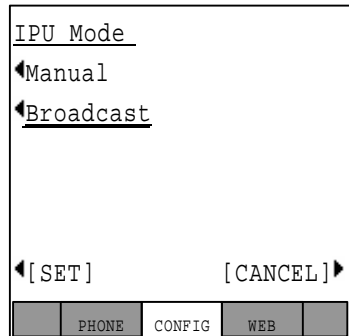 IPU Mode
Manual
Broadcast
[SET] [CANCEL]
PHONE CONFIG WEB